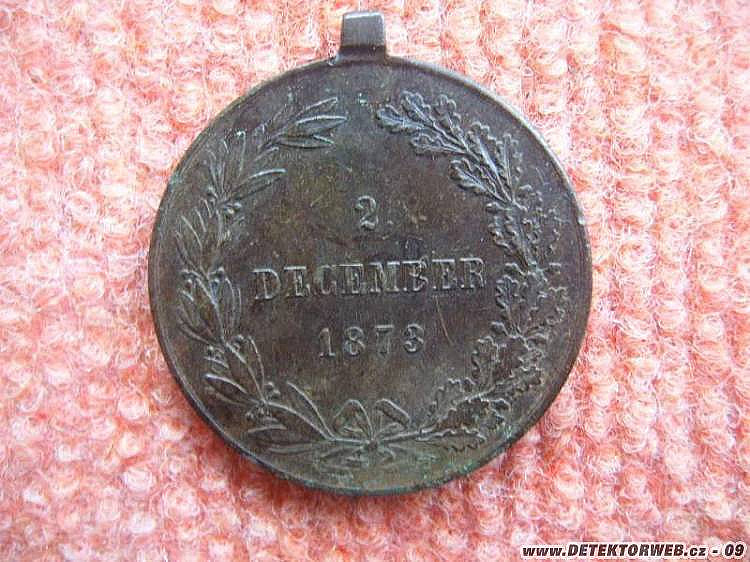 2
DECEMBER
1873
www.DETEKTORWEB.cz - 09